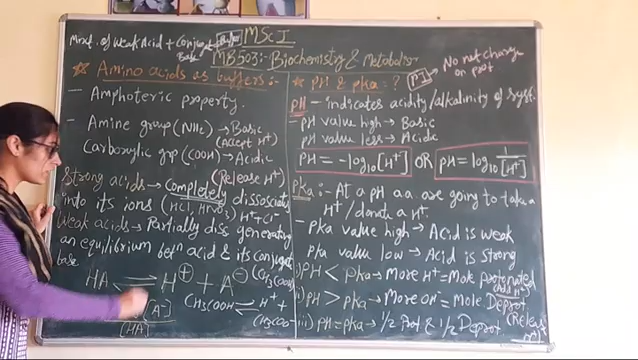 Mixt. of Weak Acid + Conjugate Base
MSc I
MB503:- Biochemistry & Metabolism
☆ Amino acids as buffers:-
- Amphoteric property.
- Amine group (NH2) → Basic
(Accept H+)
Carboxylic grp (COOH) → Acidic
(Release H+)
Strong acids → Completely dissociate
into its ions (HCl, HNO3) H+ Cl-
Weak acids → Partially diss generating
an equilibrium betn acid & its conjugate
base
(CH3COOH)
HA ⇌ H⊕ + A⊖
CH3COOH ⇌ H+ +
CH3COO-
[A-]
[HA]
* PH & pka = ?
PI → No net charge
on prot
PH - indicates acidity/alkalinity of syst.
- PH value high → Basic
PH value less → Acidic
PH = -log10[H+] OR PH = log10 1/[H+]
Pka :- At a pH a.a. are going to take a
H+ / donate a H+.
- Pka value high → Acid is weak
Pka value low → Acid is strong
i) PH < Pka → More H+ = More protonated
ii) PH > Pka → More OH- = More Deprot
(Release
iii) PH = pka → 1/2 Prot & 1/2 Deprot